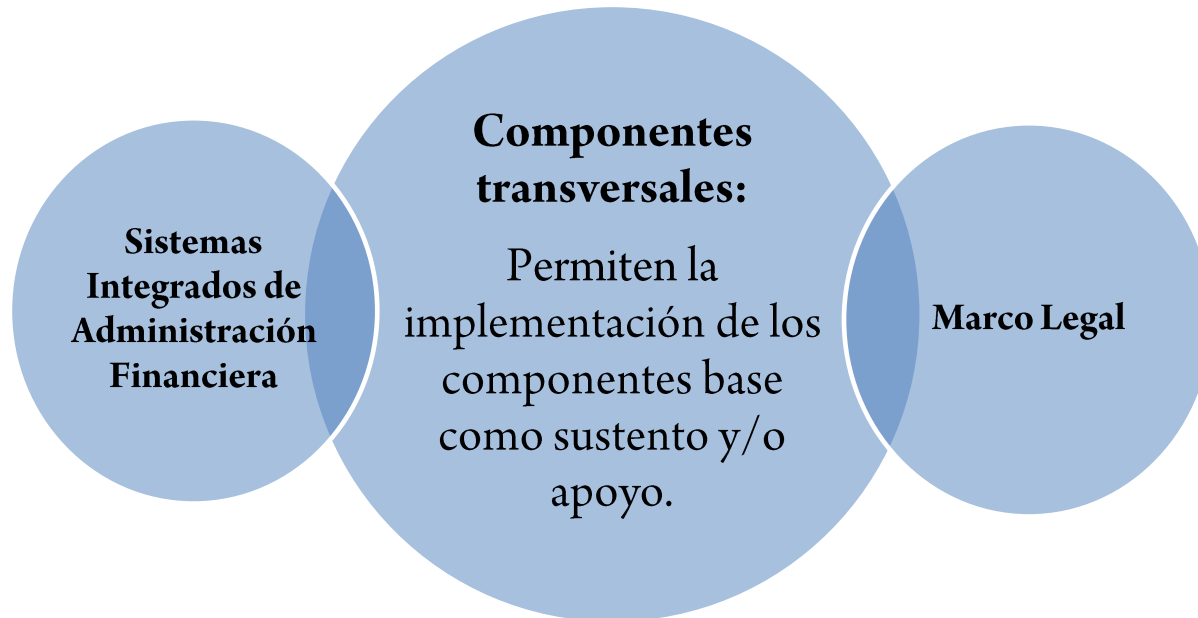 Sistemas
Integrados de
Administración
Financiera
Componentes
transversales:
Permiten la
implementación de los
componentes base
como sustento y/o
apoyo.
Marco Legal